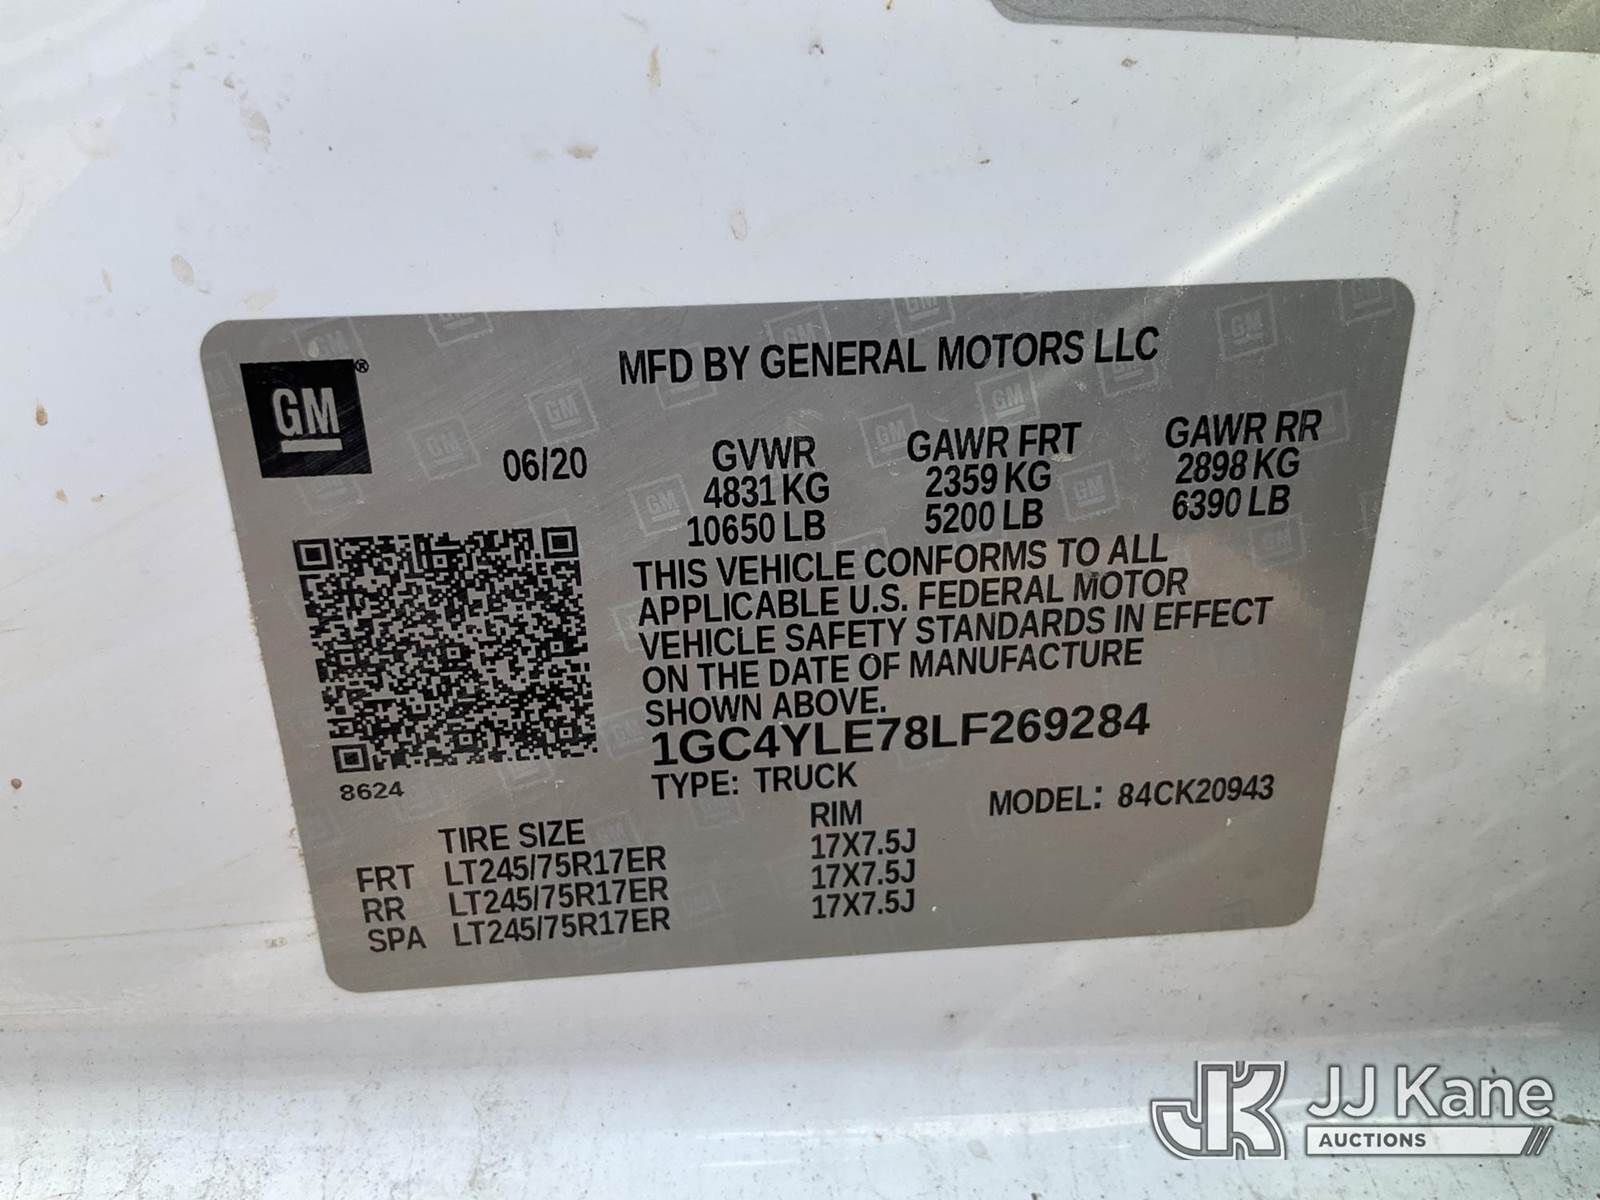 MFD BY GENERAL MOTORS LLC
GM®
06/20
GVWR GAWR FRT GAWR RR
4831 KG 2359 KG 2898 KG
10650 LB 5200 LB 6390 LB
THIS VEHICLE CONFORMS TO ALL
APPLICABLE U.S. FEDERAL MOTOR
VEHICLE SAFETY STANDARDS IN EFFECT
ON THE DATE OF MANUFACTURE
SHOWN ABOVE.
1GC4YLE78LF269284
8624
TYPE: TRUCK MODEL: 84CK20943
TIRE SIZE RIM
FRT LT245/75R17ER 17X7.5J
RR LT245/75R17ER 17X7.5J
SPA LT245/75R17ER 17X7.5J
JK JJ Kane
AUCTIONS